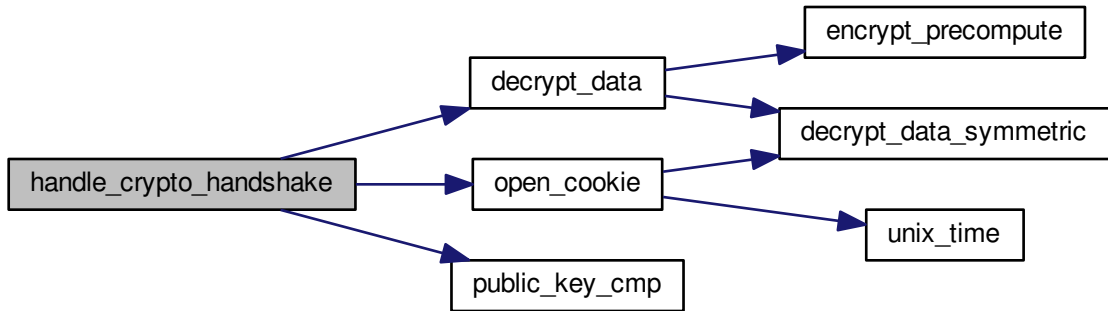 handle_crypto_handshake
decrypt_data
open_cookie
public_key_cmp
encrypt_precompute
decrypt_data_symmetric
unix_time